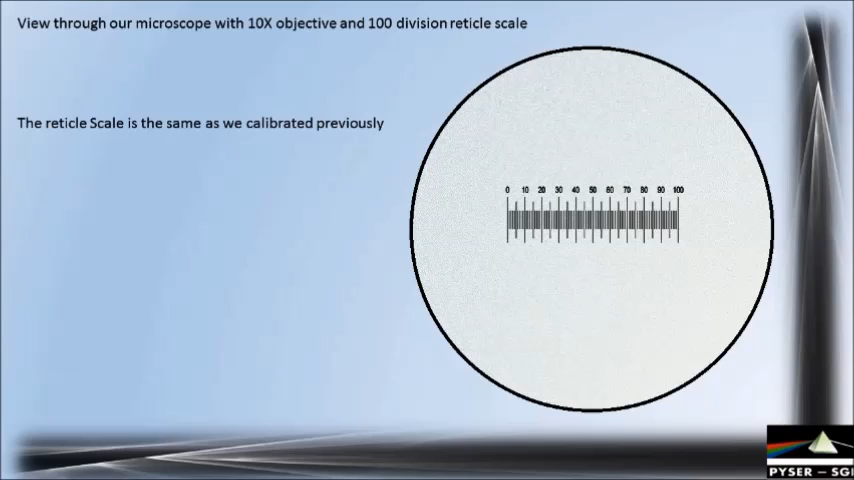 View through our microscope with 10X objective and 100 division reticle scale
The reticle Scale is the same as we calibrated previously
0 10 20 30 40 50 60 70 80 90 100
PYSER – SGI